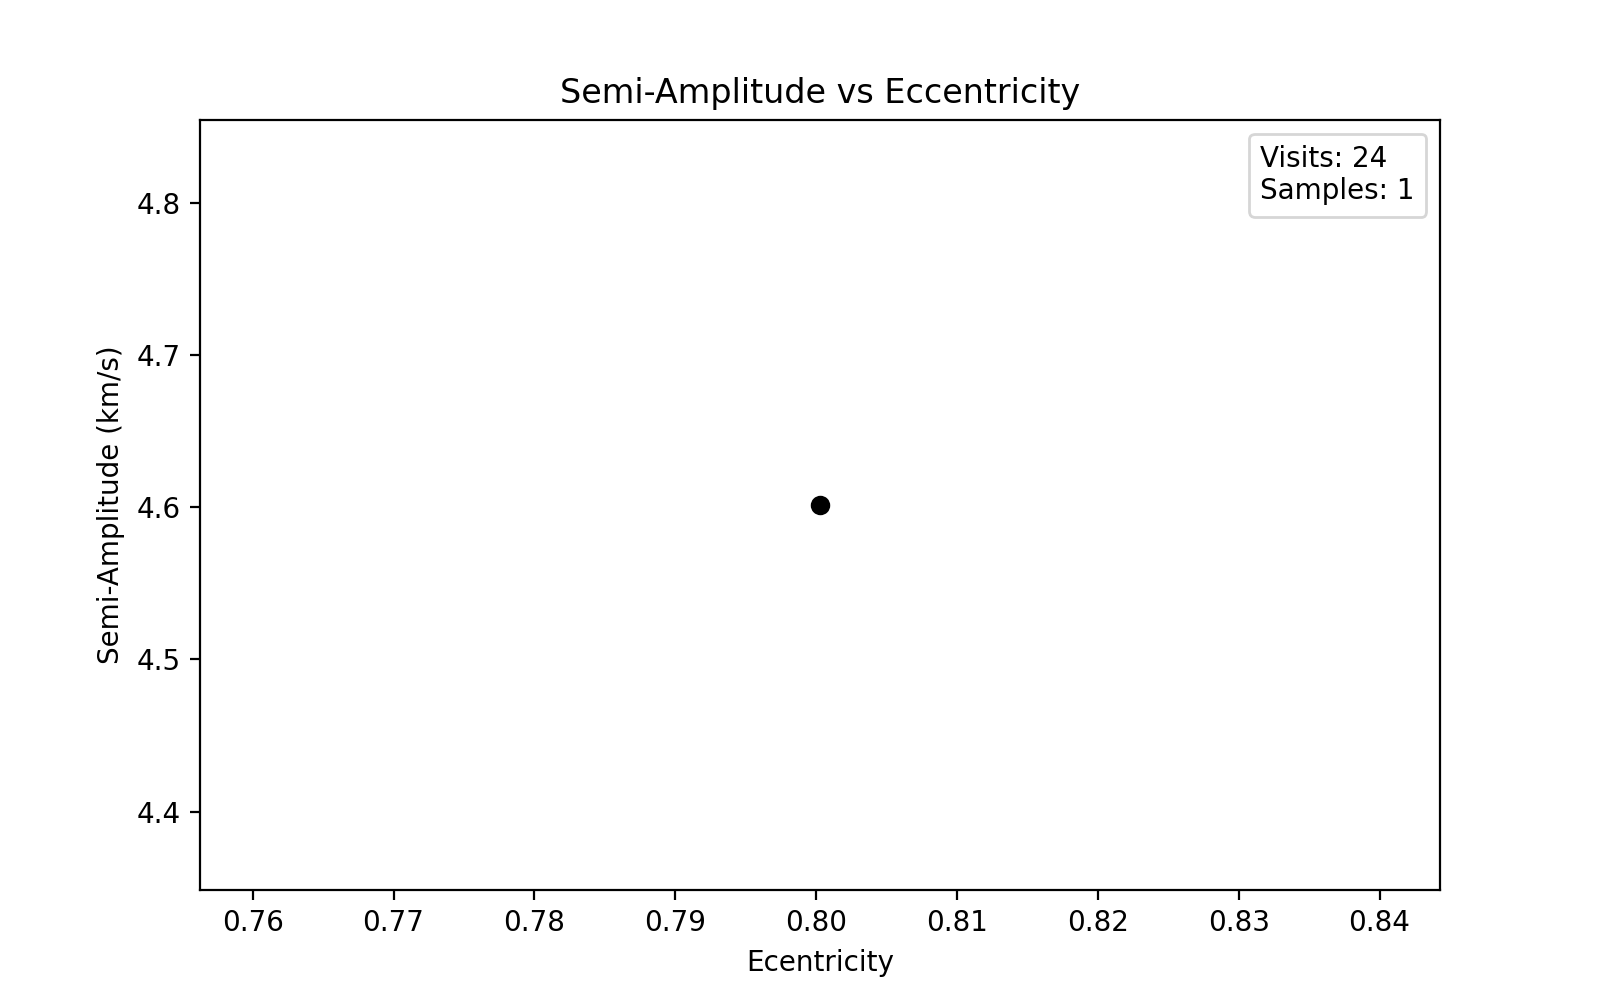 Semi-Amplitude vs Eccentricity
Visits: 24
Samples: 1
Semi-Amplitude (km/s)
4.8
4.7
4.6
4.5
4.4
0.76 0.77 0.78 0.79 0.80 0.81 0.82 0.83 0.84
Ecentricity